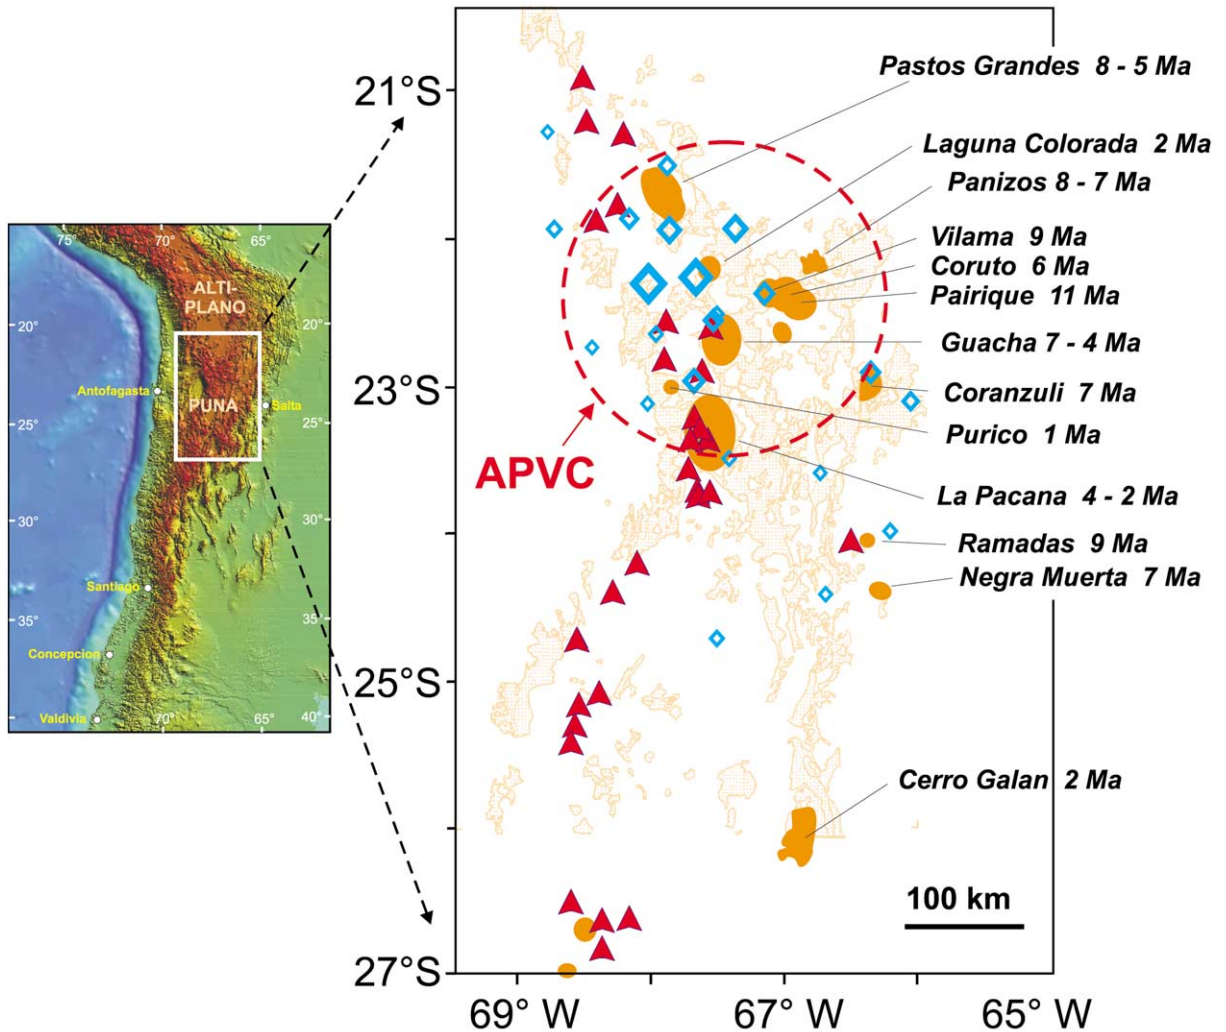 21°S
23°S
25°S
27°S
69° W
67° W
65° W
Pastos Grandes 8 - 5 Ma
Laguna Colorada 2 Ma
Panizos 8 - 7 Ma
Vilama 9 Ma
Coruto 6 Ma
Pairique 11 Ma
Guacha 7 - 4 Ma
Coranzuli 7 Ma
Purico 1 Ma
La Pacana 4 - 2 Ma
Ramadas 9 Ma
Negra Muerta 7 Ma
Cerro Galan 2 Ma
APVC
100 km
75°
70°
65°
ALTI-
PLANO
20°
20°
Antofagasta
PUNA
Salta
25°
25°
30°
30°
Santiago
35°
35°
Concepcion
Valdivia
70°
65°
40°